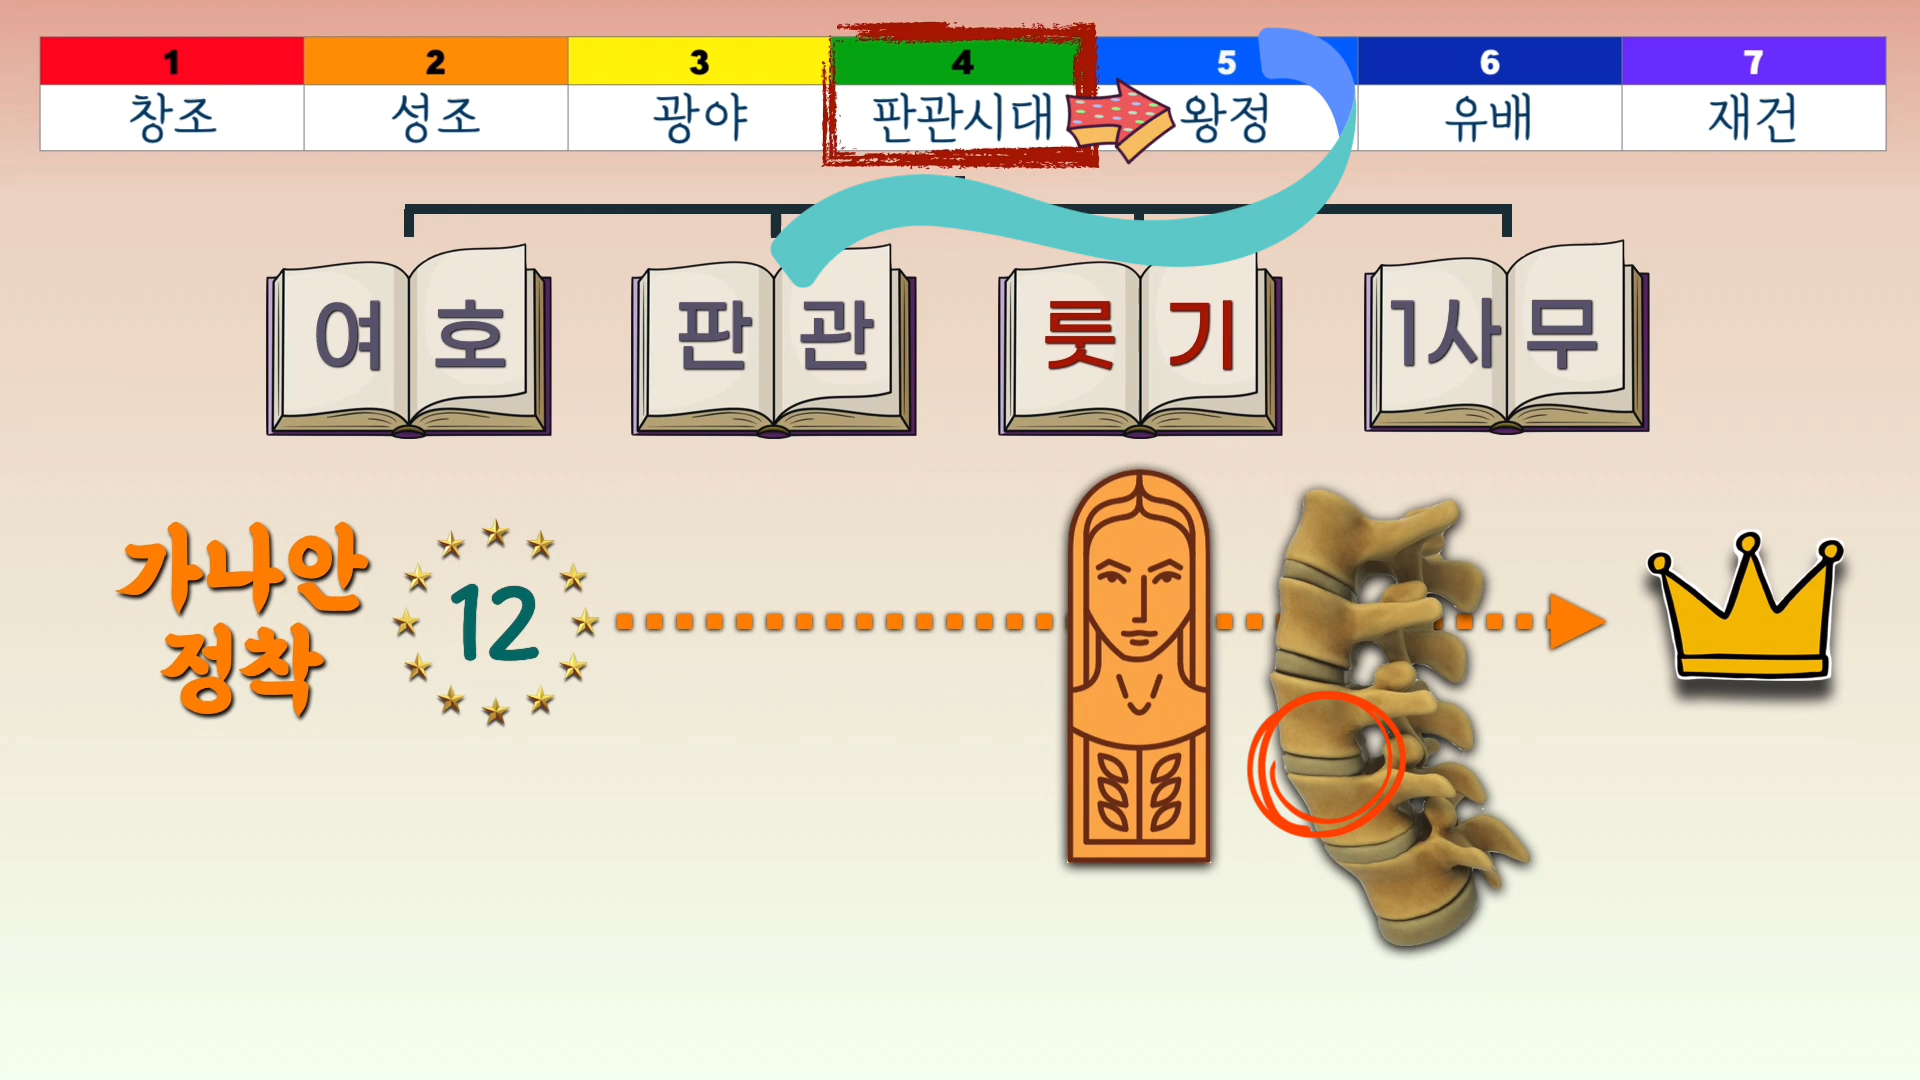 1 2 3 4 5 6 7
창조 성조 광야 판관시대 왕정 유배 재건
여호 판관 룻기 1사무
가나안
정착
12